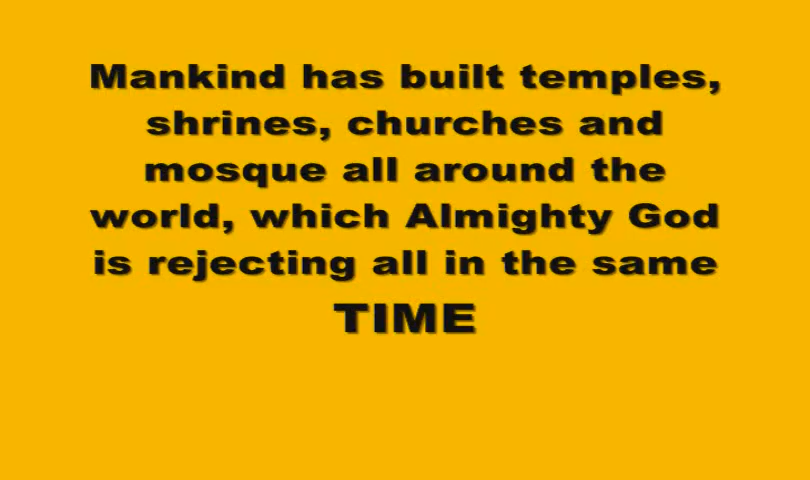 Mankind has built temples,
shrines, churches and
mosque all around the
world, which Almighty God
is rejecting all in the same
TIME